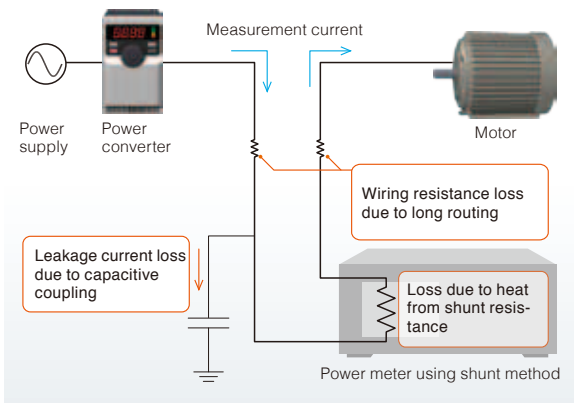 Measurement current
Power
supply
Power
converter
Motor
Wiring resistance loss
due to long routing
Leakage current loss
due to capacitive
coupling
Loss due to heat
from shunt resis-
tance
Power meter using shunt method